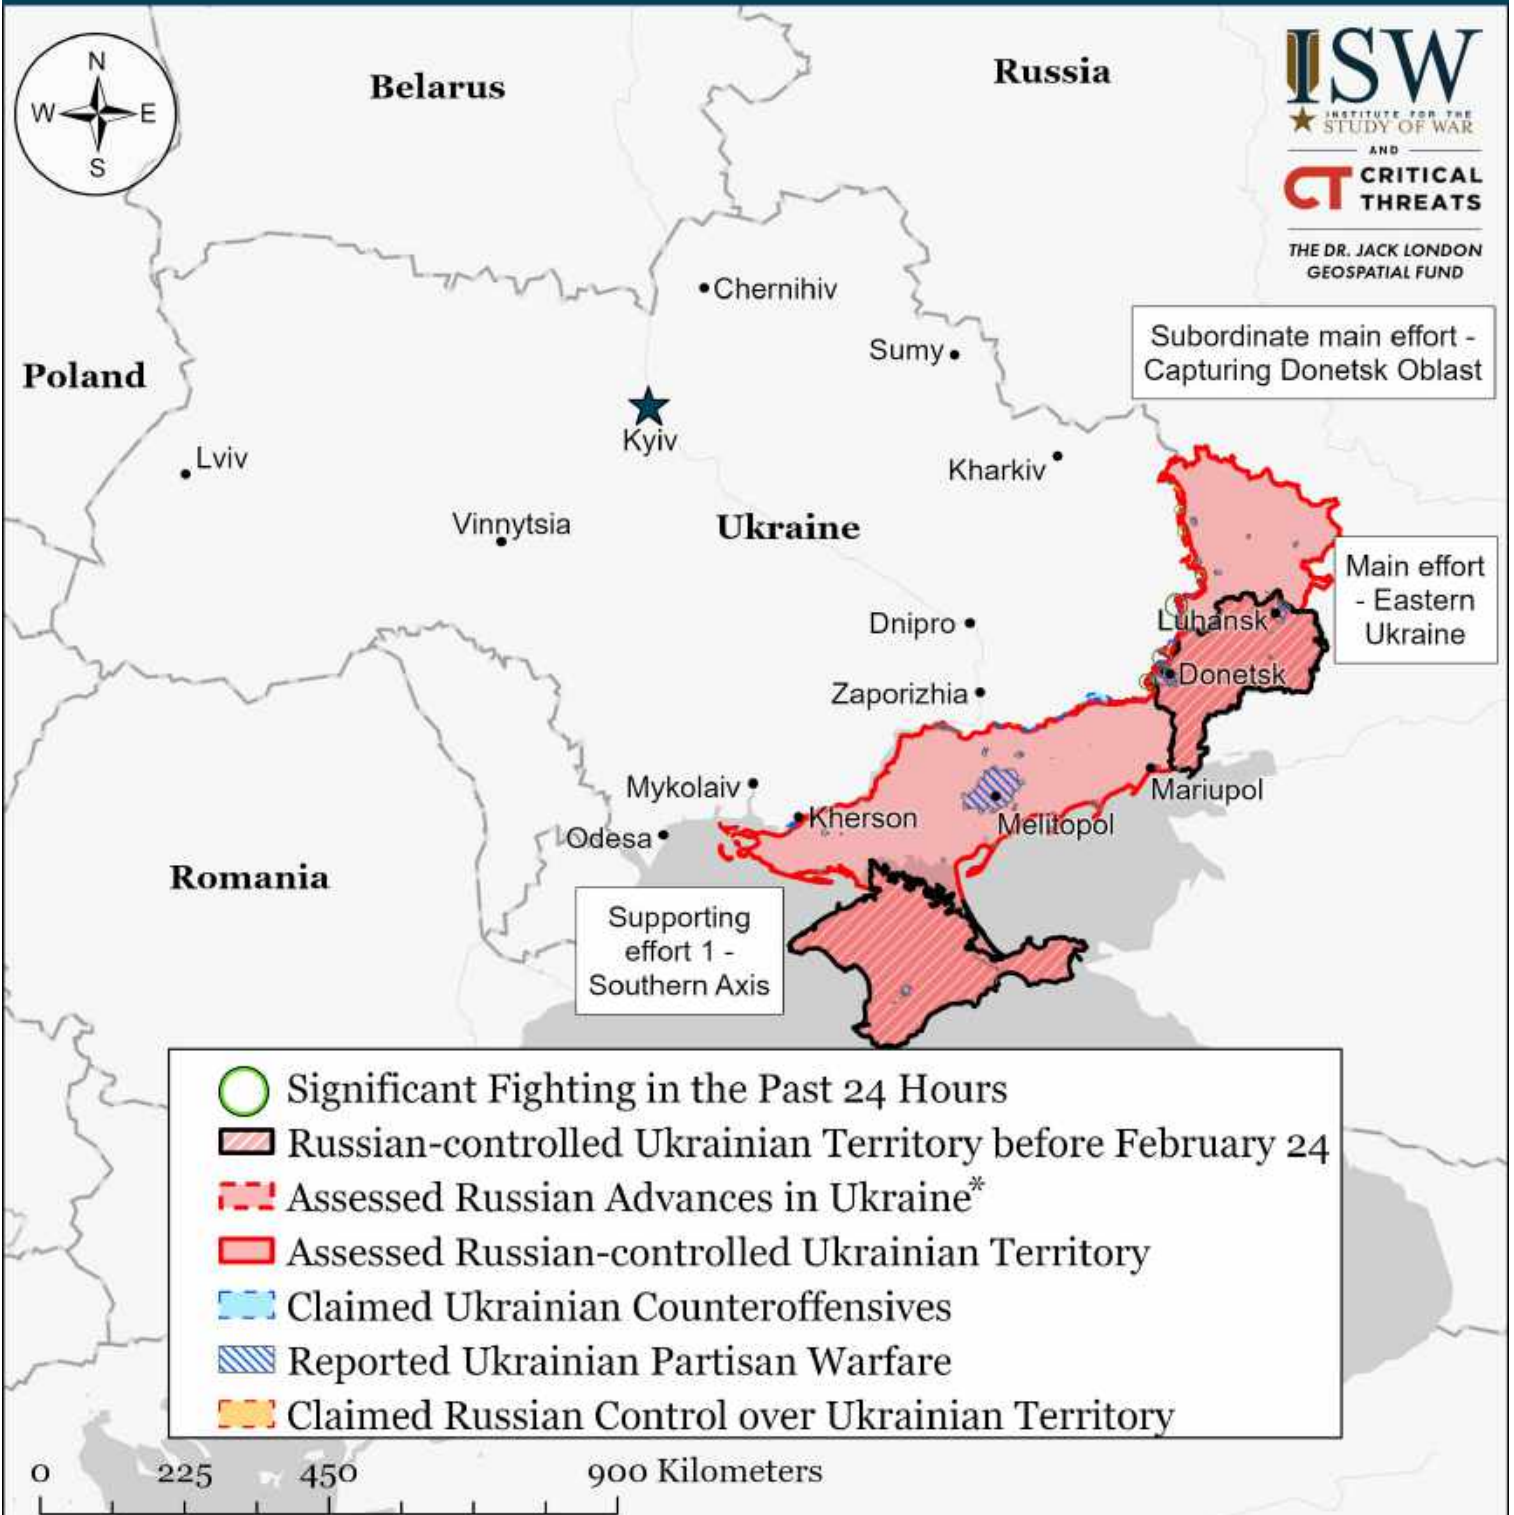 N
W E
S
Belarus
Russia
ISW
INSTITUTE FOR THE
STUDY OF WAR
AND
CT CRITICAL
THREATS
THE DR. JACK LONDON
GEOSPATIAL FUND
Chernihiv
Subordinate main effort -
Capturing Donetsk Oblast
Sumy
Poland
Kyiv
Lviv
Kharkiv
Vinnytsia
Ukraine
Main effort
- Eastern
Ukraine
Dnipro
Luhansk
Donetsk
Zaporizhia
Mykolaiv
Mariupol
Kherson
Melitopol
Odesa
Romania
Supporting
effort 1 -
Southern Axis
Significant Fighting in the Past 24 Hours
Russian-controlled Ukrainian Territory before February 24
Assessed Russian Advances in Ukraine*
Assessed Russian-controlled Ukrainian Territory
Claimed Ukrainian Counteroffensives
Reported Ukrainian Partisan Warfare
Claimed Russian Control over Ukrainian Territory
0 225 450 900 Kilometers